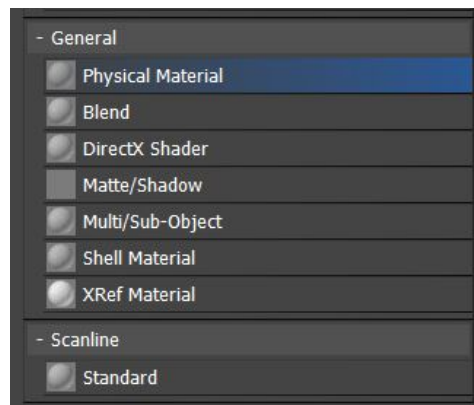 - General
Physical Material
Blend
DirectX Shader
Matte/Shadow
Multi/Sub-Object
Shell Material
XRef Material
- Scanline
Standard